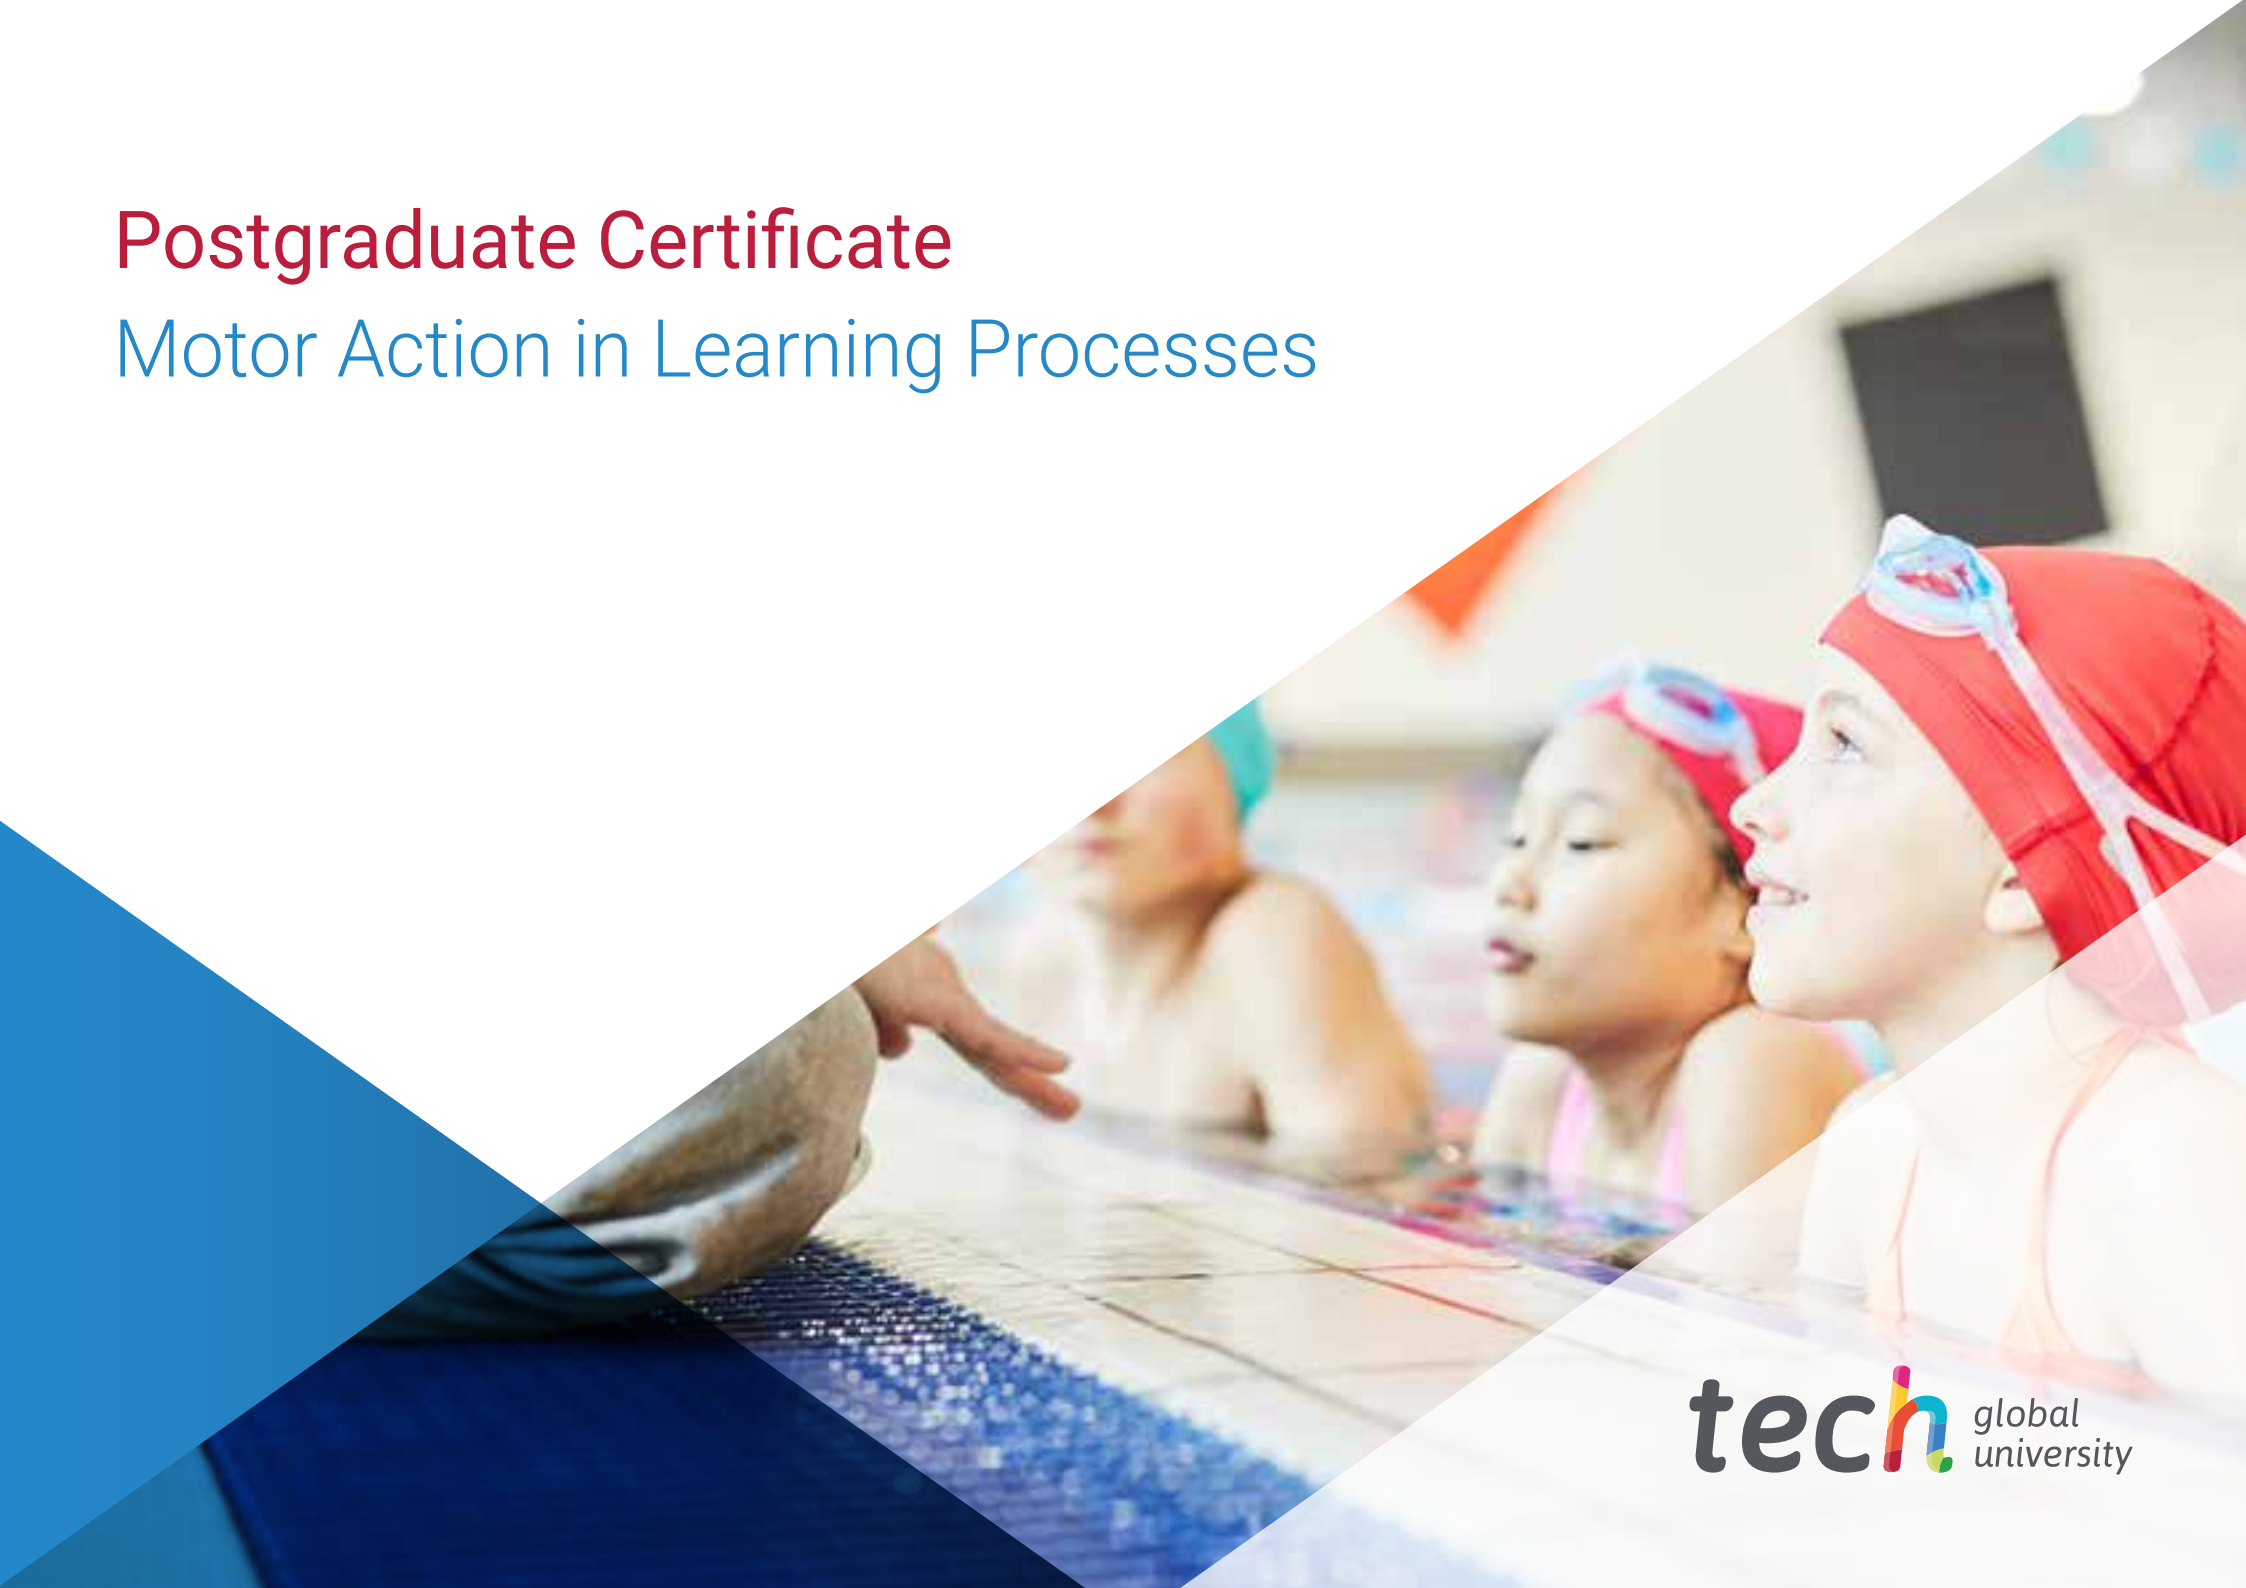 Postgraduate Certificate
Motor Action in Learning Processes
tech global
university